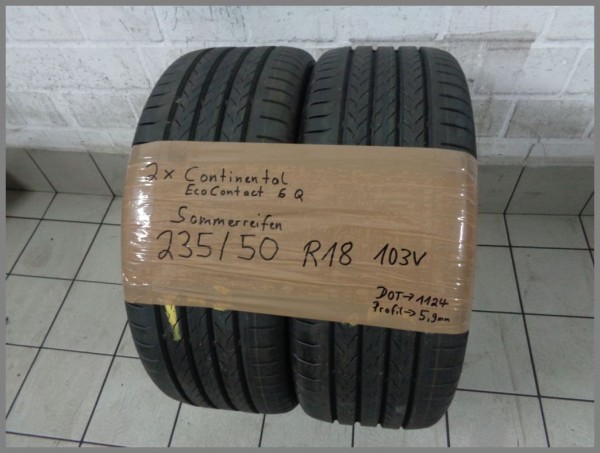 2x Continental
EcoContact 6 Q
Sommerreifen
235/50 R18 103V
DOT→1124
Profil→5,9mm